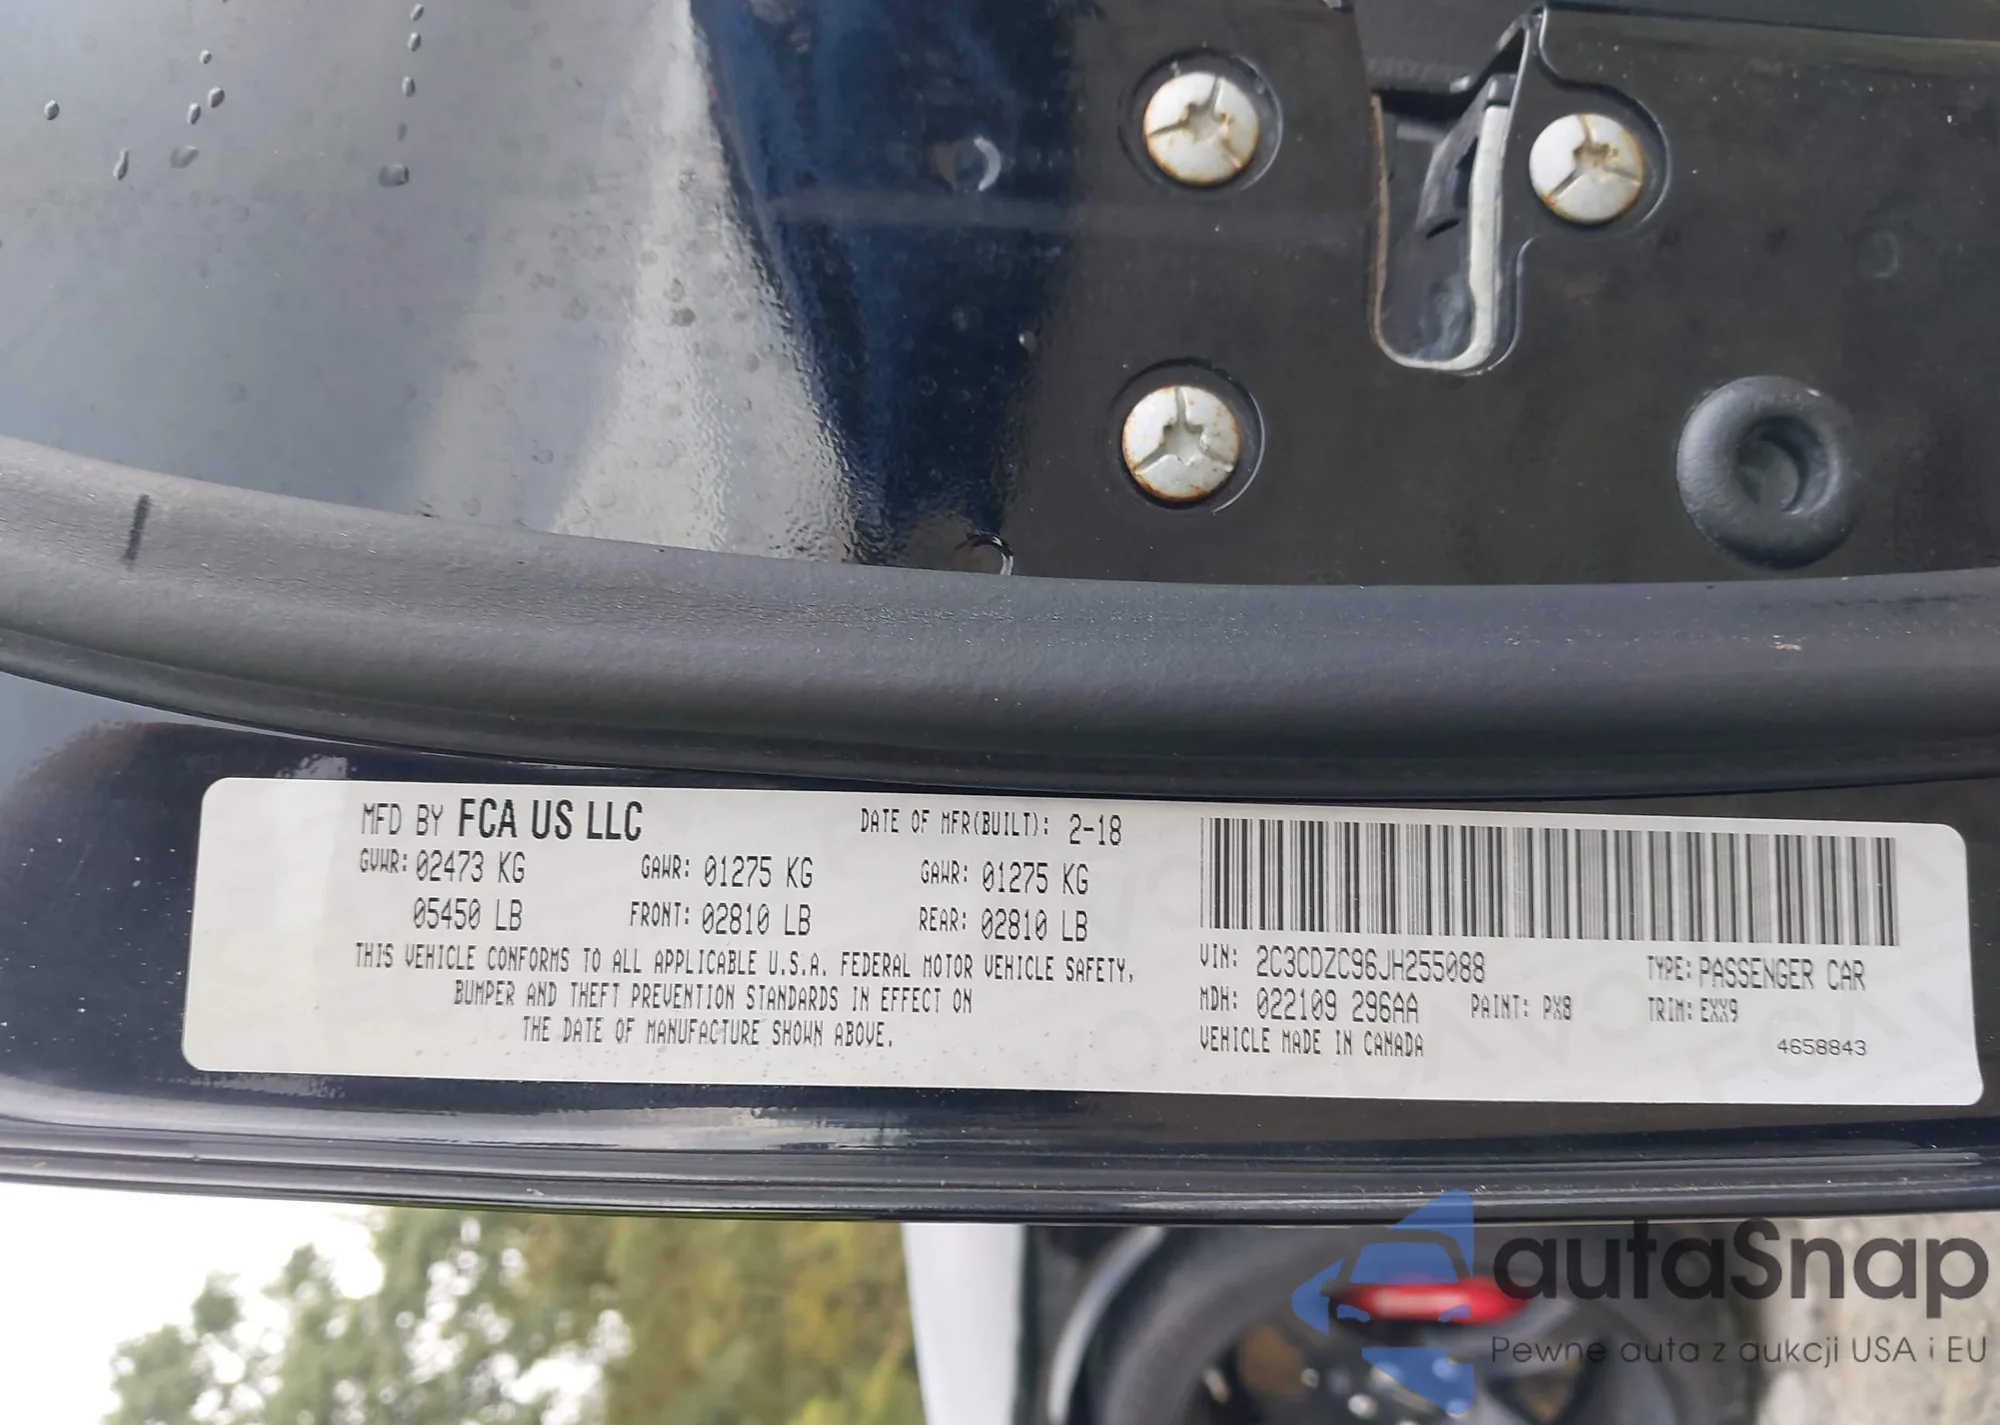 MFD BY FCA US LLC DATE OF MFR(BUILT): 2-18
GVWR: 02473 KG GAWR: 01275 KG GAWR: 01275 KG
05450 LB FRONT: 02810 LB REAR: 02810 LB
THIS VEHICLE CONFORMS TO ALL APPLICABLE U.S.A. FEDERAL MOTOR VEHICLE SAFETY,
BUMPER AND THEFT PREVENTION STANDARDS IN EFFECT ON
THE DATE OF MANUFACTURE SHOWN ABOVE.
VIN: 2C3CDZC96JH255088 TYPE: PASSENGER CAR
MDH: 022109 296AA PAINT: PX8 TRIM: EXX9
VEHICLE MADE IN CANADA 4658843
autaSnap
Pewne auta z aukcji USA i EU